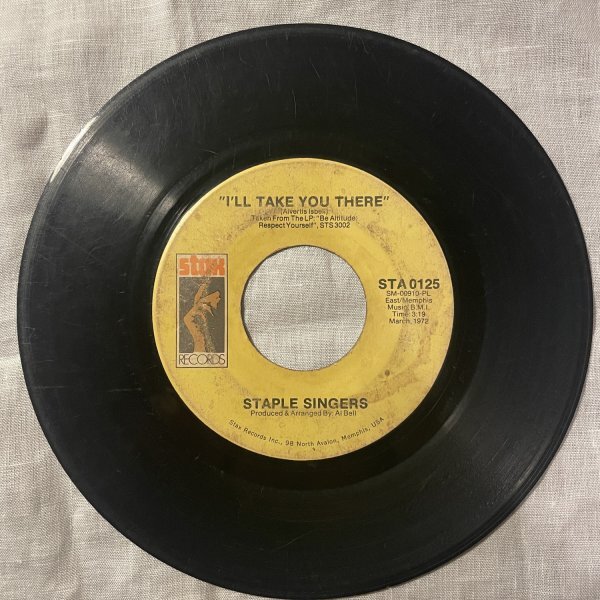 "I'LL TAKE YOU THERE"
(Alvertis Isbell)
Taken From The LP: "Be Altitude:
Respect Yourself", STS 3002
stax
RECORDS
STA 0125
SM-00910-PL
East/Memphis
Music, B.M.I.
Time: 3:19
March, 1972
STAPLE SINGERS
Produced & Arranged By: Al Bell
Stax Records Inc., 98 North Avalon, Memphis, USA